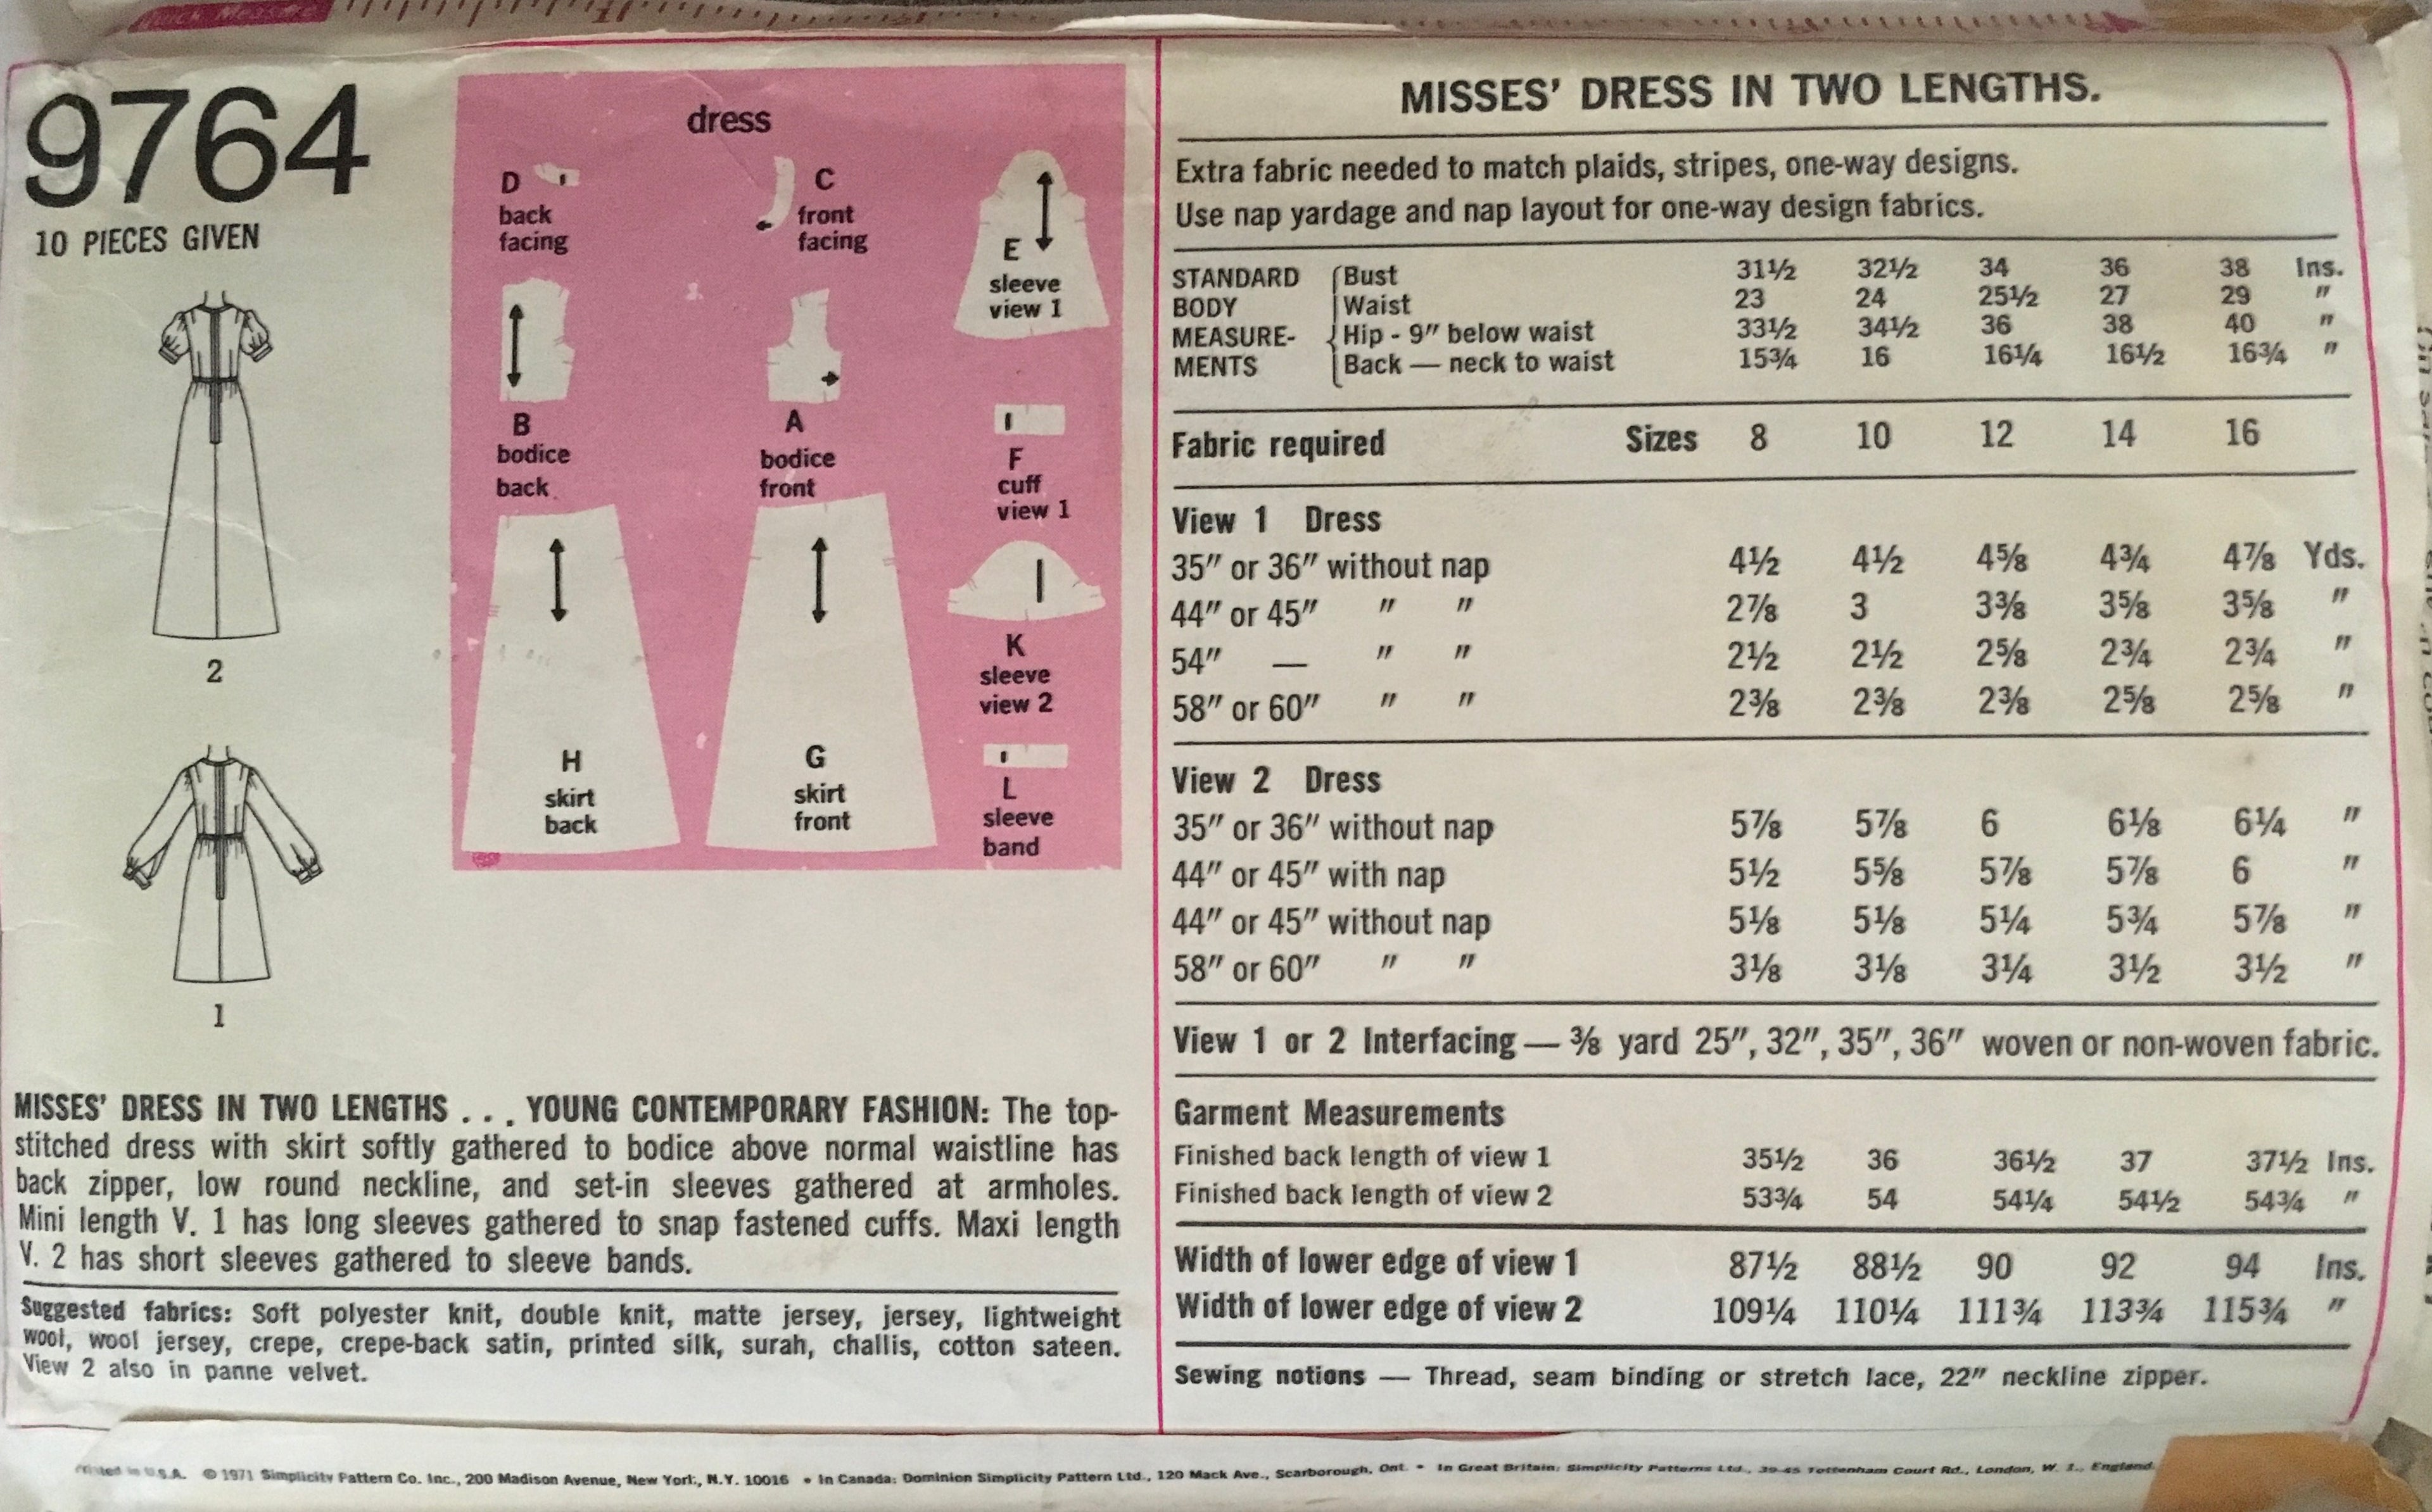 Quick Measure
9764
10 PIECES GIVEN
2
1
dress
D
back
facing
C
front
facing
E
sleeve
view 1
B
bodice
back
A
bodice
front
F
cuff
view 1
K
sleeve
view 2
H
skirt
back
G
skirt
front
L
sleeve
band
MISSES' DRESS IN TWO LENGTHS . . . YOUNG CONTEMPORARY FASHION: The top-
stitched dress with skirt softly gathered to bodice above normal waistline has
back zipper, low round neckline, and set-in sleeves gathered at armholes.
Mini length V. 1 has long sleeves gathered to snap fastened cuffs. Maxi length
V. 2 has short sleeves gathered to sleeve bands.
Suggested fabrics: Soft polyester knit, double knit, matte jersey, jersey, lightweight
wool, wool jersey, crepe, crepe-back satin, printed silk, surah, challis, cotton sateen.
View 2 also in panne velvet.
MISSES' DRESS IN TWO LENGTHS.
Extra fabric needed to match plaids, stripes, one-way designs.
Use nap yardage and nap layout for one-way design fabrics.
STANDARD Bust 31½ 32½ 34 36 38 Ins.
BODY Waist 23 24 25½ 27 29 "
MEASURE- Hip - 9" below waist 33½ 34½ 36 38 40 "
MENTS Back — neck to waist 15¾ 16 16¼ 16½ 16¾ "
Fabric required Sizes 8 10 12 14 16
View 1 Dress
35" or 36" without nap 4½ 4½ 4⅝ 4¾ 4⅞ Yds.
44" or 45" " " 2⅞ 3 3⅜ 3⅝ 3⅝ "
54" — " " 2½ 2½ 2⅝ 2¾ 2¾ "
58" or 60" " " 2⅜ 2⅜ 2⅜ 2⅝ 2⅝ "
View 2 Dress
35" or 36" without nap 5⅞ 5⅞ 6 6⅛ 6¼ "
44" or 45" with nap 5½ 5⅝ 5⅞ 5⅞ 6 "
44" or 45" without nap 5⅛ 5⅛ 5¼ 5¾ 5⅞ "
58" or 60" " " 3⅛ 3⅛ 3¼ 3½ 3½ "
View 1 or 2 Interfacing — ⅜ yard 25", 32", 35", 36" woven or non-woven fabric.
Garment Measurements
Finished back length of view 1 35½ 36 36½ 37 37½ Ins.
Finished back length of view 2 53¾ 54 54¼ 54½ 54¾ "
Width of lower edge of view 1 87½ 88½ 90 92 94 Ins.
Width of lower edge of view 2 109¼ 110¼ 111¾ 113¾ 115¾ "
Sewing notions — Thread, seam binding or stretch lace, 22" neckline zipper.
Printed in U.S.A. © 1971 Simplicity Pattern Co. Inc., 200 Madison Avenue, New York, N.Y. 10016 • In Canada: Dominion Simplicity Pattern Ltd., 120 Mack Ave., Scarborough, Ont. • In Great Britain: Simplicity Patterns Ltd., 39-45 Tottenham Court Rd., London, W. 1., England.